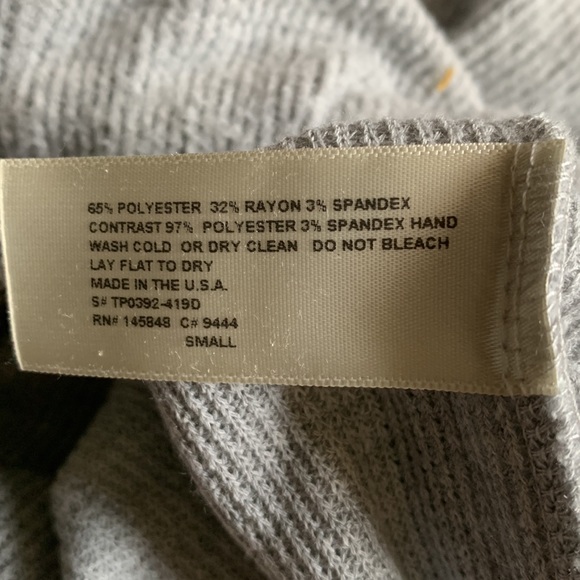 65% POLYESTER 32% RAYON 3% SPANDEX
CONTRAST 97% POLYESTER 3% SPANDEX HAND
WASH COLD OR DRY CLEAN DO NOT BLEACH
LAY FLAT TO DRY
MADE IN THE U.S.A.
S# TP0392-419D
RN# 145848 C# 9444
SMALL